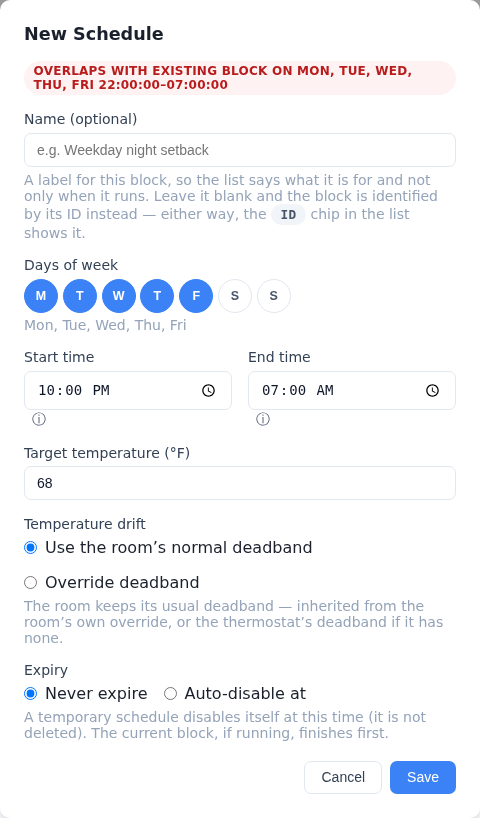 New Schedule
OVERLAPS WITH EXISTING BLOCK ON MON, TUE, WED,
THU, FRI 22:00:00–07:00:00
Name (optional)
e.g. Weekday night setback
A label for this block, so the list says what it is for and not
only when it runs. Leave it blank and the block is identified
by its ID instead — either way, the ID chip in the list
shows it.
Days of week
M T W T F S S
Mon, Tue, Wed, Thu, Fri
Start time End time
10:00 PM 07:00 AM
ⓘ ⓘ
Target temperature (°F)
68
Temperature drift
Use the room’s normal deadband
Override deadband
The room keeps its usual deadband — inherited from the
room’s own override, or the thermostat’s deadband if it has
none.
Expiry
Never expire Auto-disable at
A temporary schedule disables itself at this time (it is not
deleted). The current block, if running, finishes first.
Cancel Save